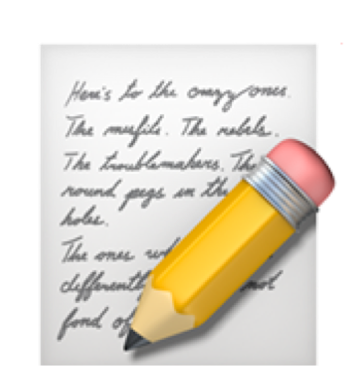 Here's to the crazy ones.
The misfits. The rebels.
The troublemakers. The
round pegs in the
holes.
The ones
differently not
fond of